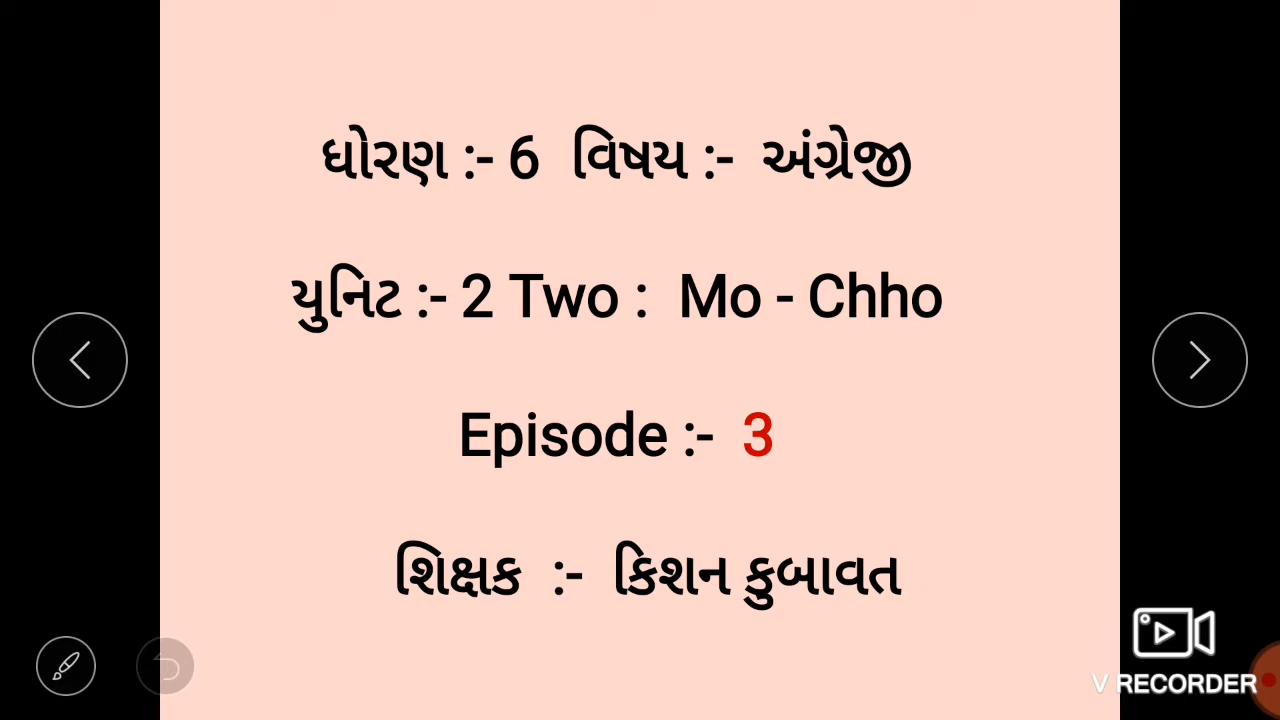 ધોરણ :- 6 વિષય :- અંગ્રેજી
યુનિટ :- 2 Two : Mo - Chho
Episode :- 3
શિક્ષક :- કિશન કુબાવત
V RECORDER